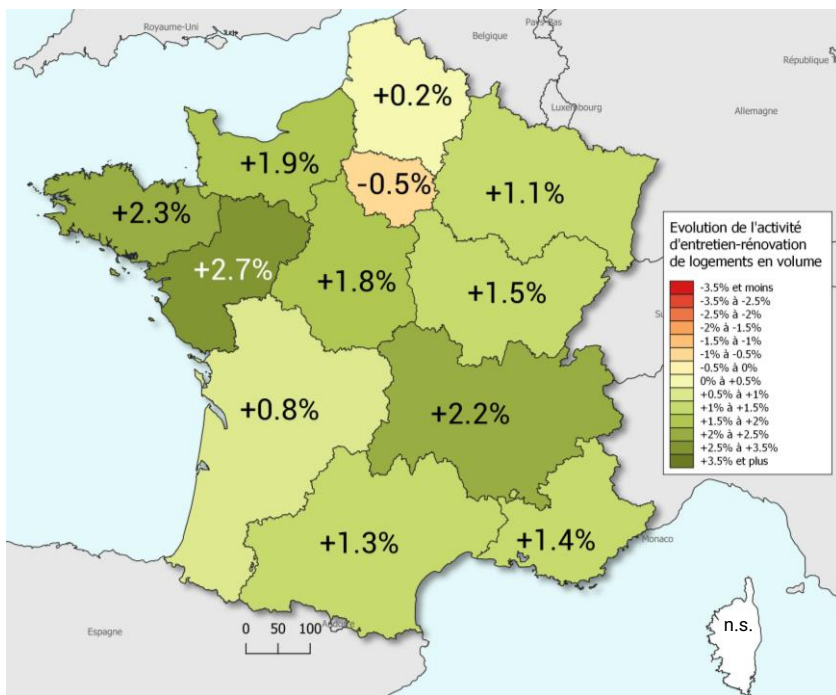 Royaume-Uni
Pays-Bas
Belgique
République
Luxembourg
Allemagne
+0.2%
+1.9%
-0.5%
+1.1%
+2.3%
+2.7%
+1.8%
+1.5%
Su
+0.8%
+2.2%
+1.3%
+1.4%
Monaco
Espagne
Andorre
0 50 100
n.s.
Evolution de l'activité
d'entretien-rénovation
de logements en volume
-3.5% et moins
-3.5% à -2.5%
-2.5% à -2%
-2% à -1.5%
-1.5% à -1%
-1% à -0.5%
-0.5% à 0%
0% à +0.5%
+0.5% à +1%
+1% à +1.5%
+1.5% à +2%
+2% à +2.5%
+2.5% à +3.5%
+3.5% et plus